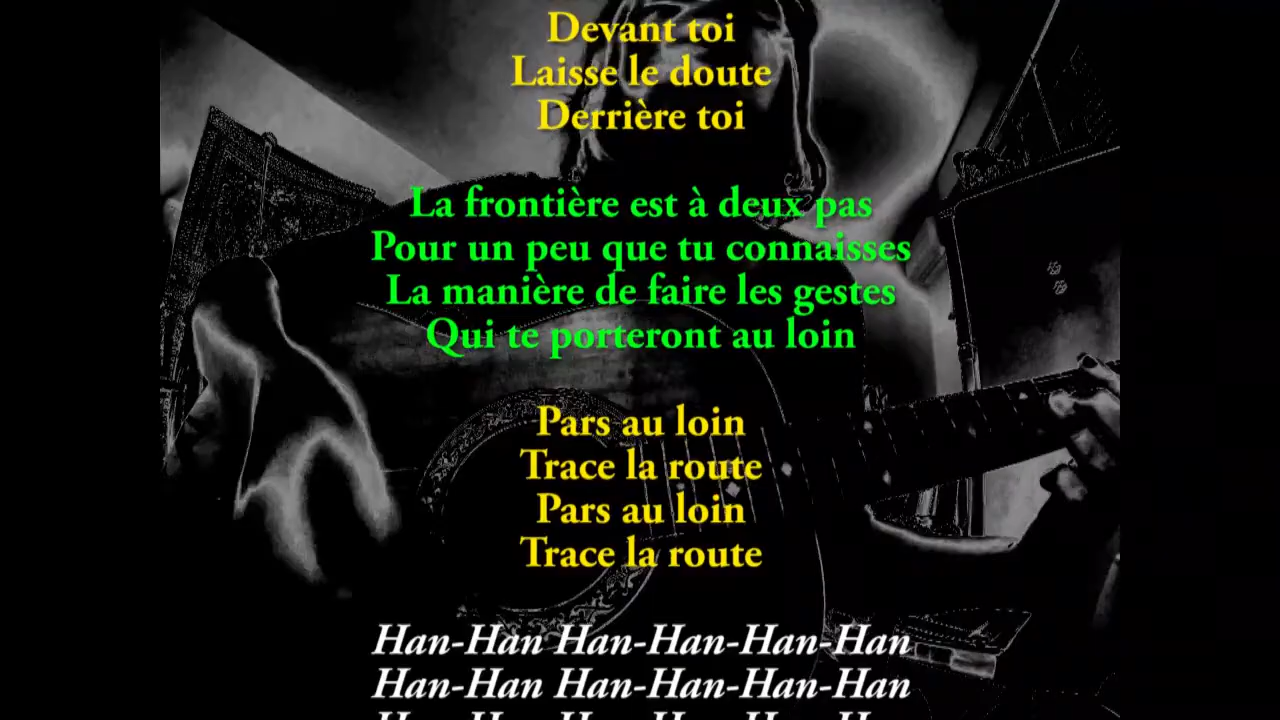 Devant toi
Laisse le doute
Derrière toi
La frontière est à deux pas
Pour un peu que tu connaisses
La manière de faire les gestes
Qui te porteront au loin
Pars au loin
Trace la route
Pars au loin
Trace la route
Han-Han Han-Han-Han-Han
Han-Han Han-Han-Han-Han